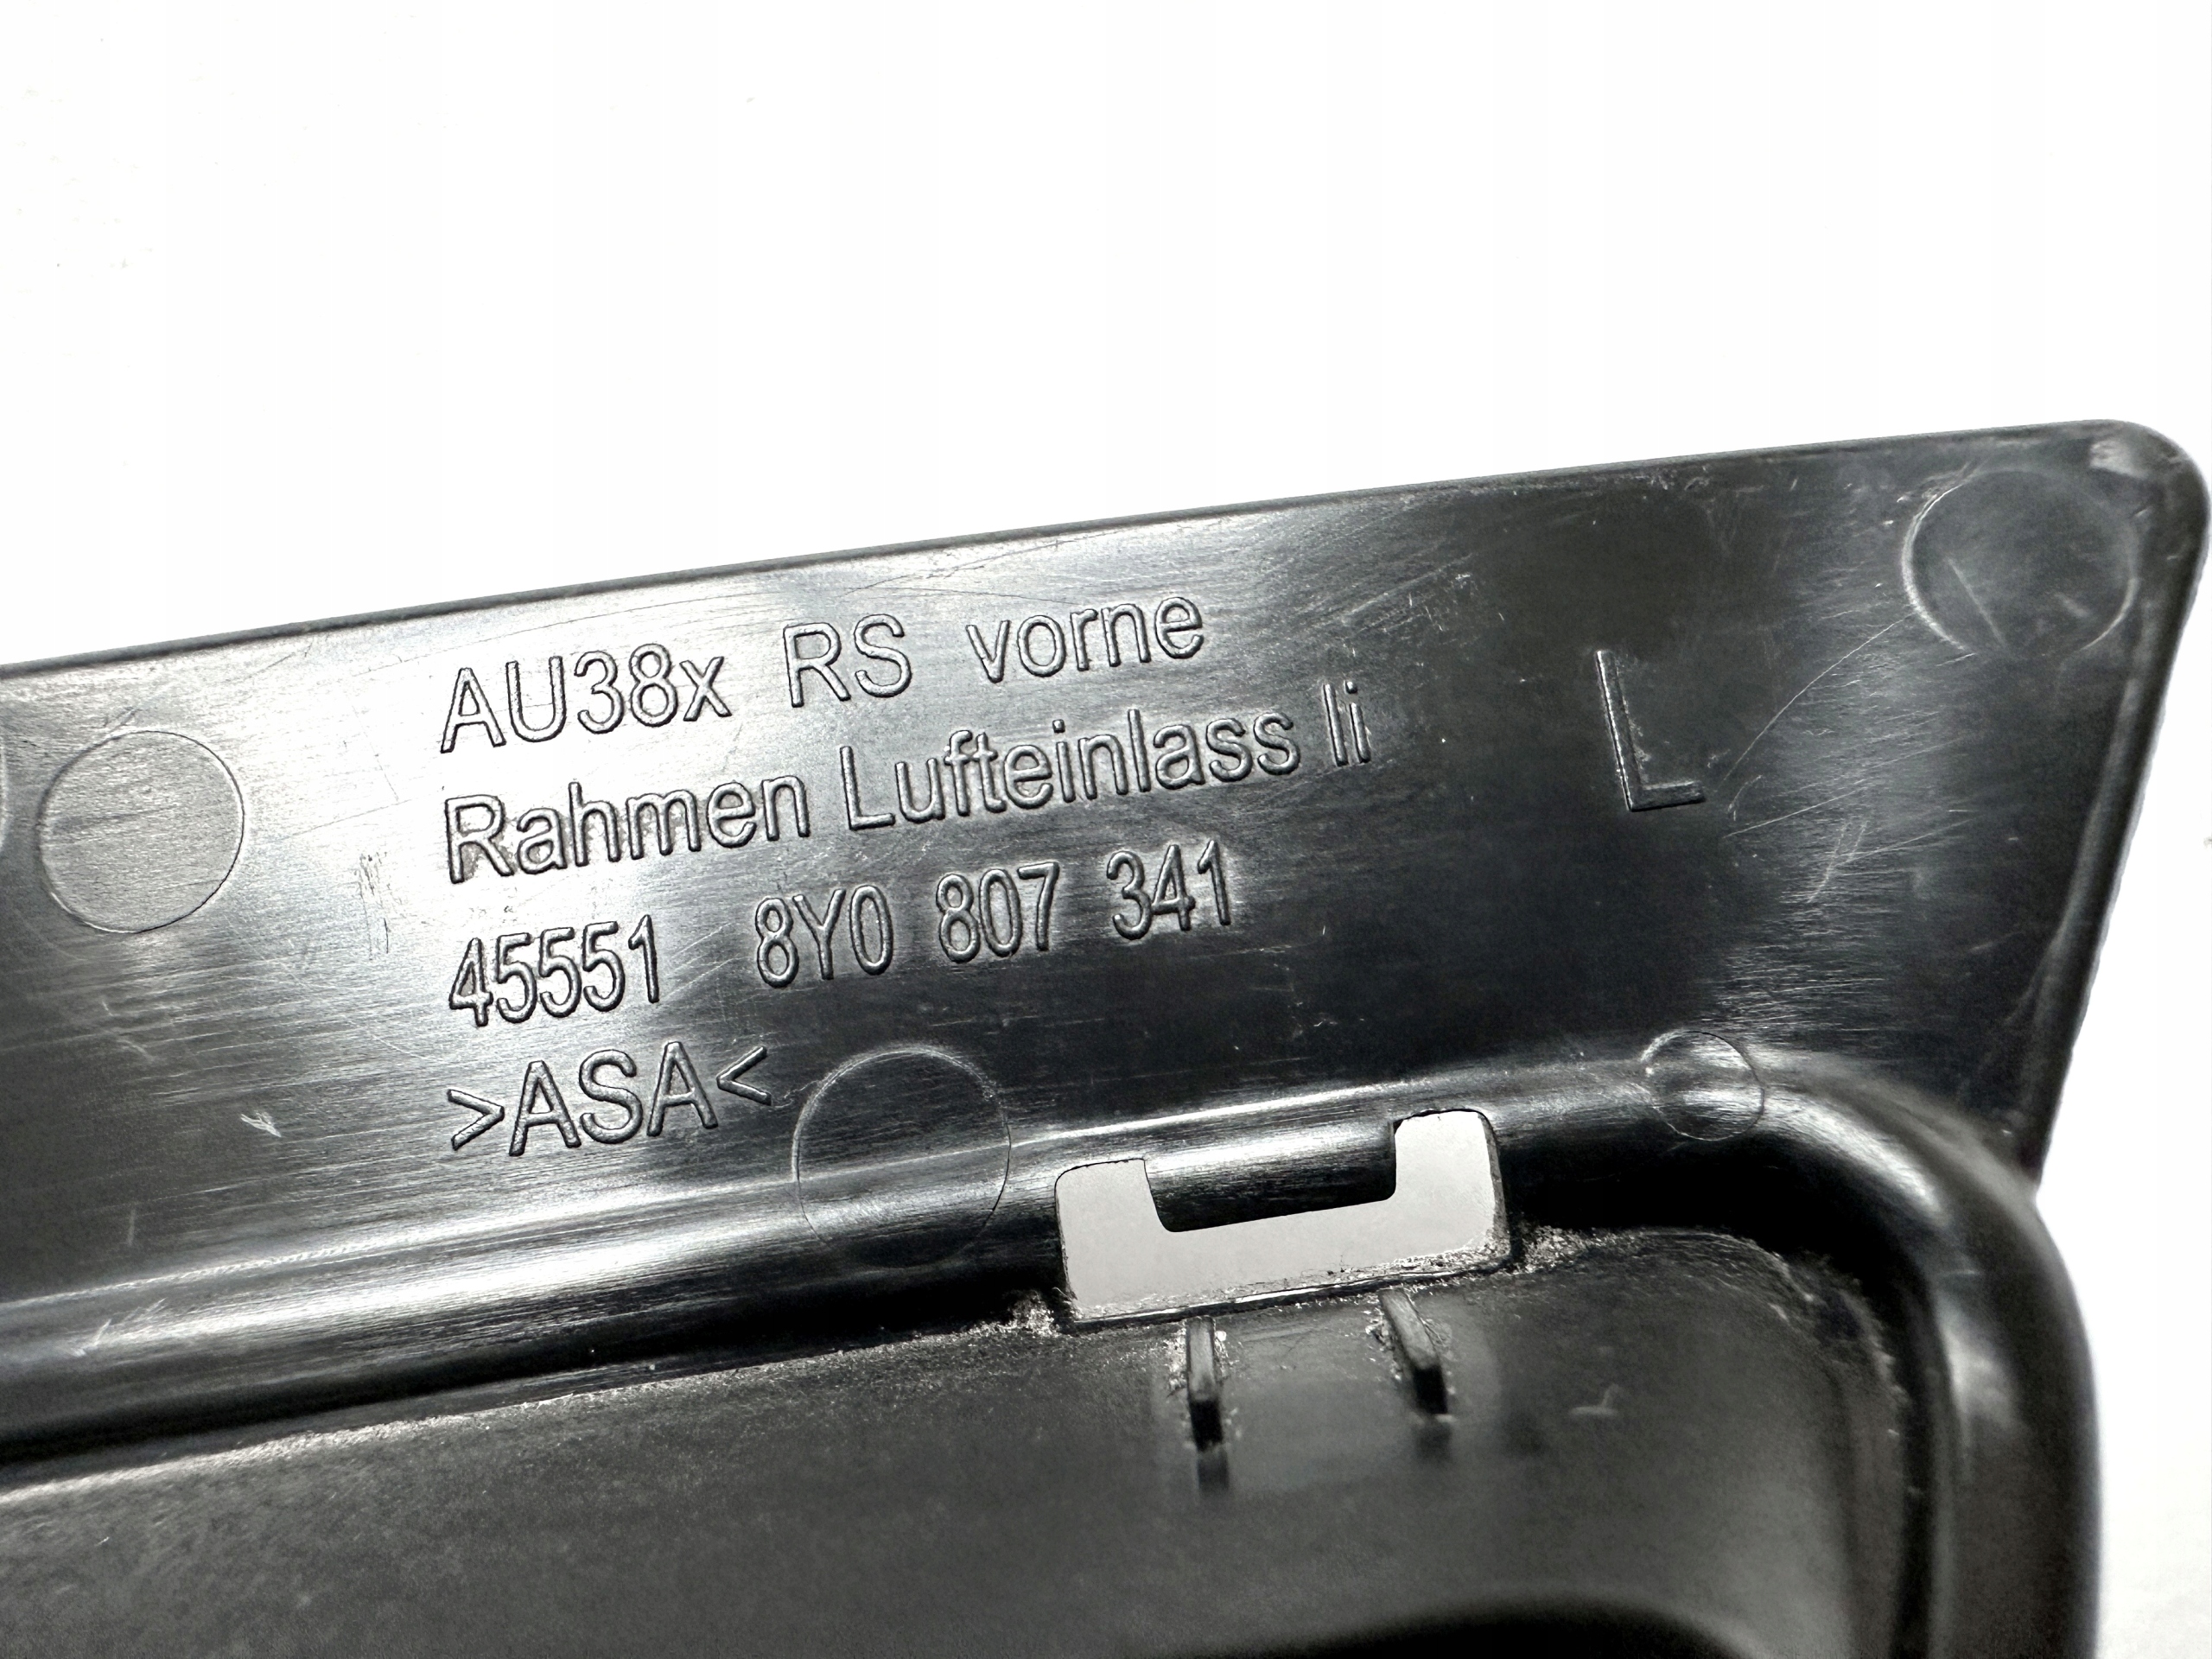 AU38x RS vorne
Rahmen Lufteinlass li
L
45551 8Y0 807 341
>ASA<